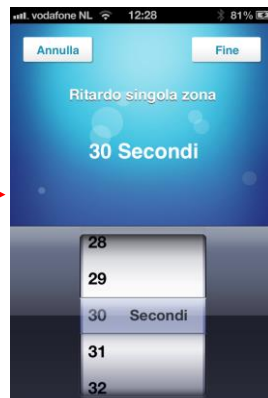 vodafone NL 12:28 81%
Annulla Fine
Ritardo singola zona
30 Secondi
28
29
30 Secondi
31
32